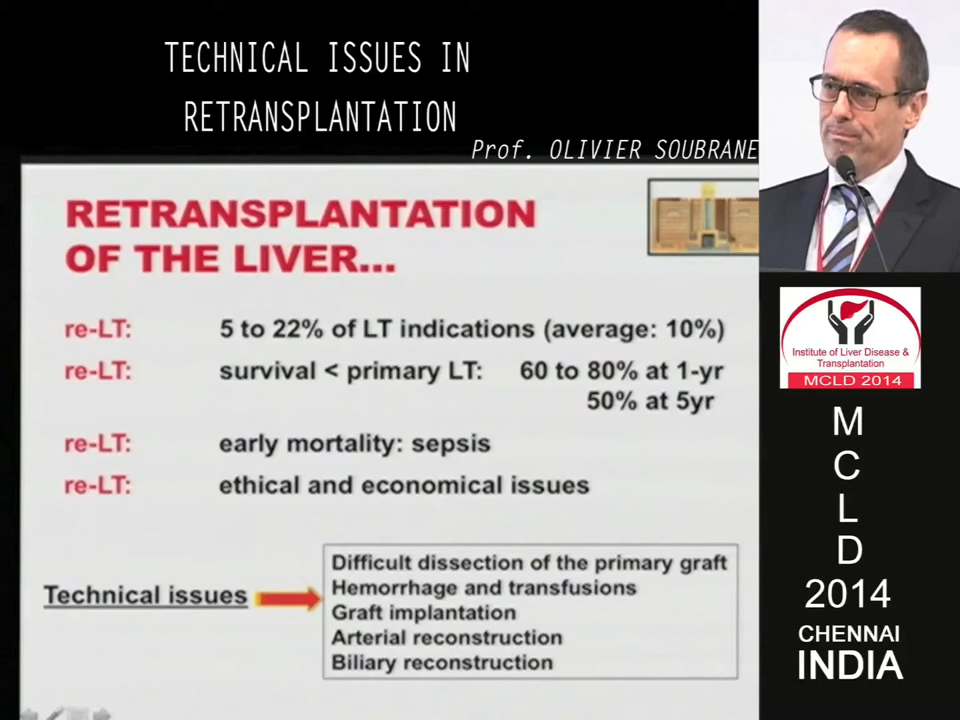 TECHNICAL ISSUES IN
RETRANSPLANTATION
Prof. OLIVIER SOUBRANE
RETRANSPLANTATION
OF THE LIVER...
re-LT: 5 to 22% of LT indications (average: 10%)
re-LT: survival < primary LT: 60 to 80% at 1-yr
50% at 5yr
re-LT: early mortality: sepsis
re-LT: ethical and economical issues
Technical issues
Difficult dissection of the primary graft
Hemorrhage and transfusions
Graft implantation
Arterial reconstruction
Biliary reconstruction
Institute of Liver Disease &
Transplantation
MCLD 2014
M
C
L
D
2014
CHENNAI
INDIA